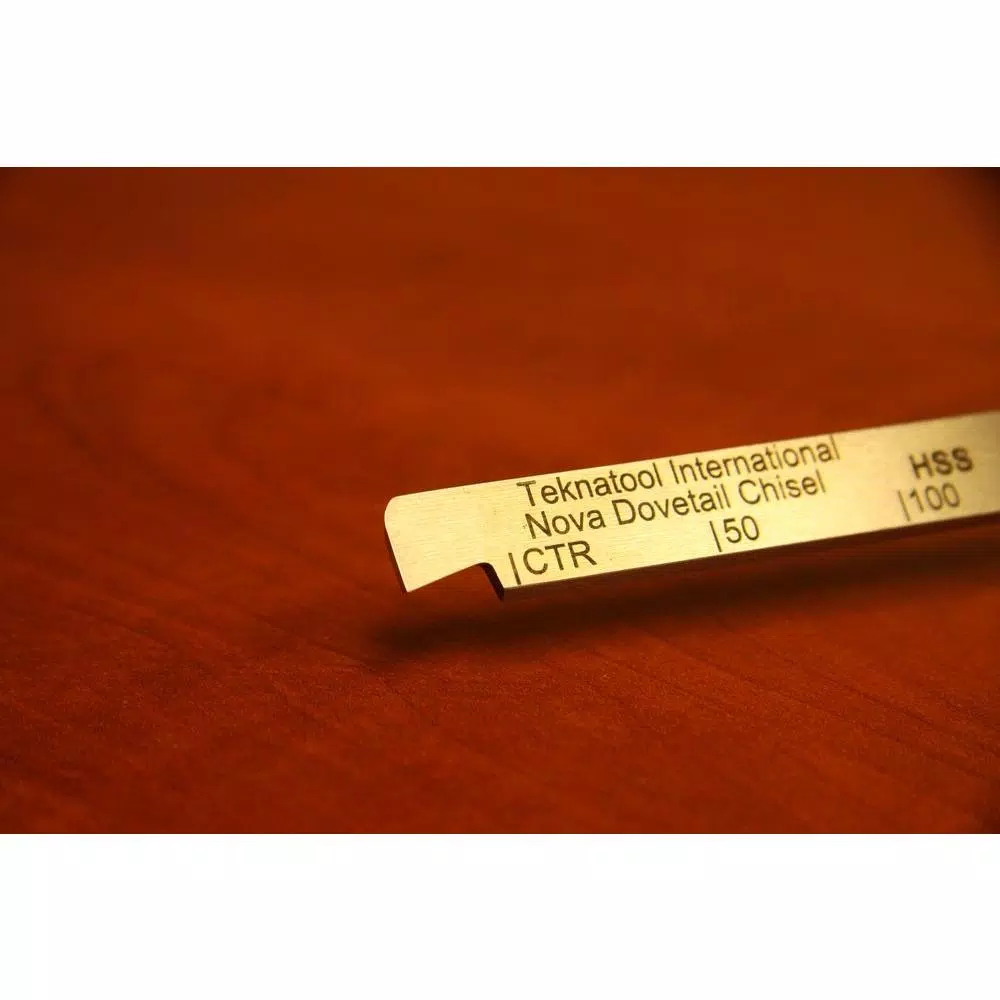 Teknatool International
Nova Dovetail Chisel HSS
|CTR |50 |100